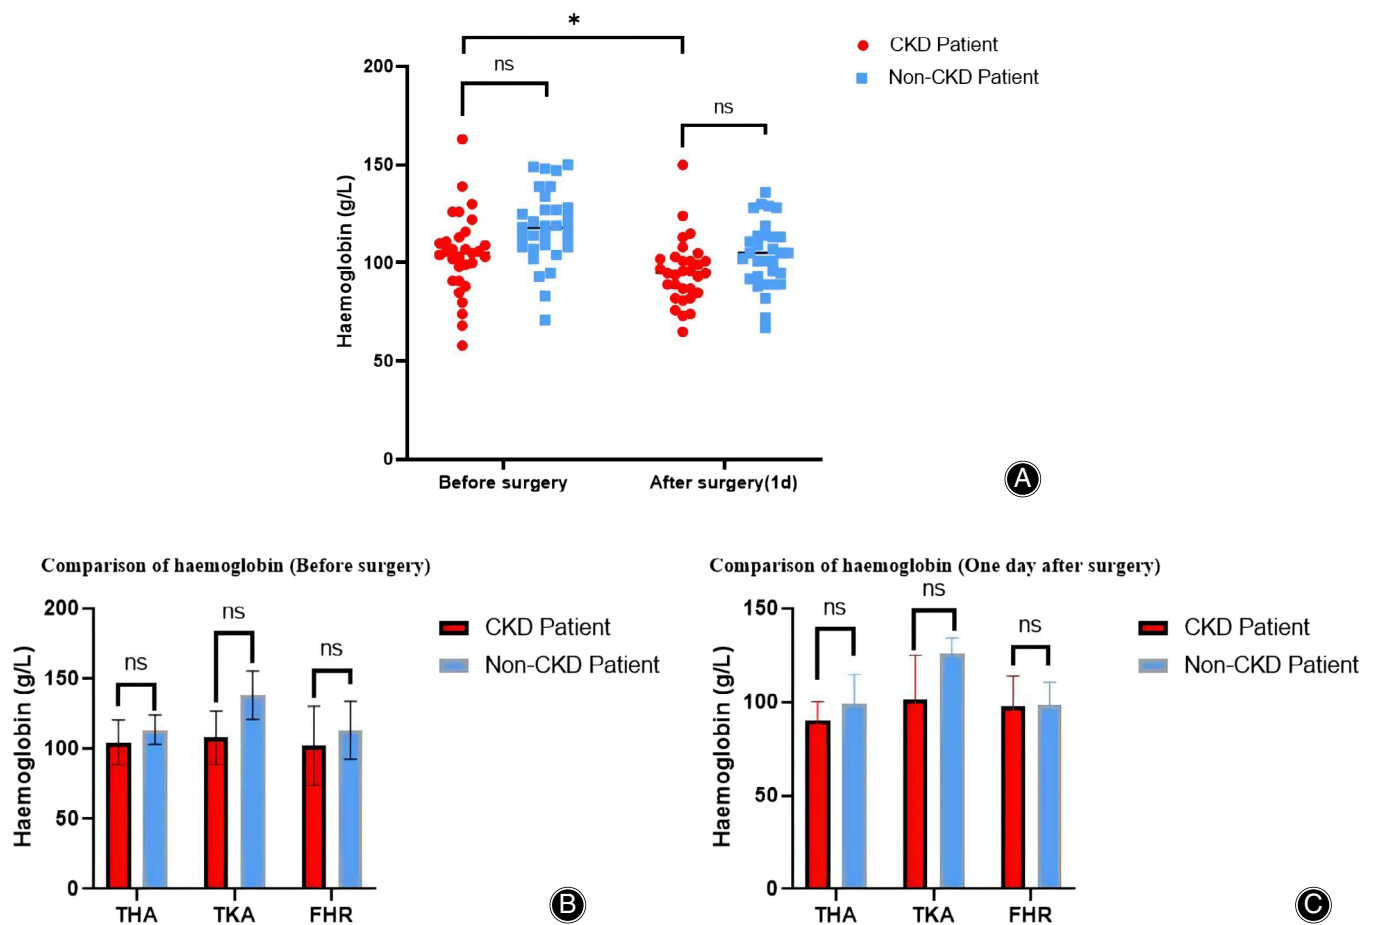 *
CKD Patient
Non-CKD Patient
ns
ns
200
150
100
50
0
Haemoglobin (g/L)
Before surgery
After surgery(1d)
A
Comparison of haemoglobin (Before surgery)
200
150
100
50
0
Haemoglobin (g/L)
ns
ns
ns
CKD Patient
Non-CKD Patient
THA
TKA
FHR
B
Comparison of haemoglobin (One day after surgery)
150
100
50
0
Haemoglobin (g/L)
ns
ns
ns
CKD Patient
Non-CKD Patient
THA
TKA
FHR
C